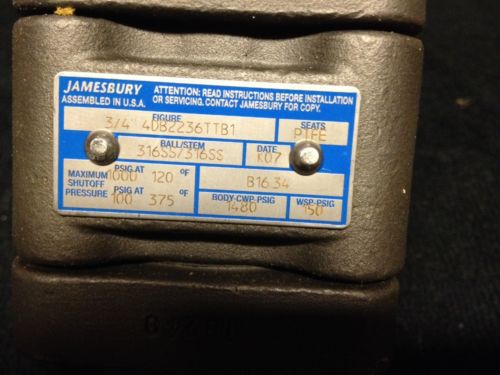 JAMESBURY
ASSEMBLED IN U.S.A.
ATTENTION: READ INSTRUCTIONS BEFORE INSTALLATION
OR SERVICING. CONTACT JAMESBURY FOR COPY.
FIGURE SEATS
3/4 4DB2236TTB1 PTFE
BALL/STEM DATE
316SS/316SS K07
MAXIMUM SHUTOFF PRESSURE
PSIG AT °F
1000 120
PSIG AT °F
100 375
B16.34
BODY-CWP-PSIG WSP-PSIG
1480 150